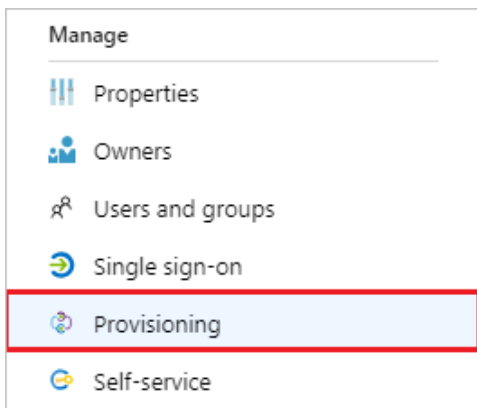 Manage
Properties
Owners
Users and groups
Single sign-on
Provisioning
Self-service